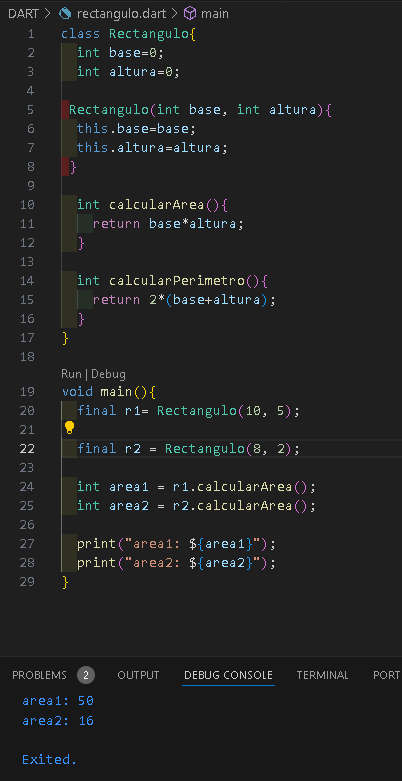 DART > rectangulo.dart > main
1 class Rectangulo{
2   int base=0;
3   int altura=0;
4
5  Rectangulo(int base, int altura){
6   this.base=base;
7   this.altura=altura;
8  }
9
10   int calcularArea(){
11     return base*altura;
12   }
13
14   int calcularPerimetro(){
15     return 2*(base+altura);
16   }
17 }
18
Run | Debug
19 void main(){
20   final r1= Rectangulo(10, 5);
21
22   final r2 = Rectangulo(8, 2);
23
24   int area1 = r1.calcularArea();
25   int area2 = r2.calcularArea();
26
27   print("area1: ${area1}");
28   print("area2: ${area2}");
29 }
PROBLEMS 2 OUTPUT DEBUG CONSOLE TERMINAL PORT
area1: 50
area2: 16
Exited.